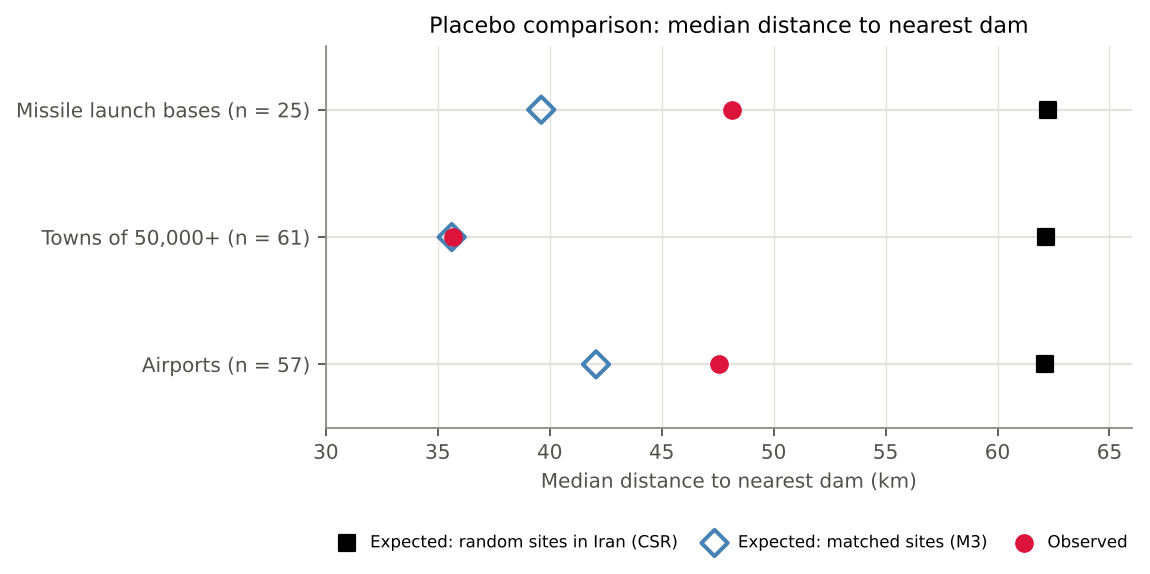 Placebo comparison: median distance to nearest dam
Missile launch bases (n = 25)
Towns of 50,000+ (n = 61)
Airports (n = 57)
30 35 40 45 50 55 60 65
Median distance to nearest dam (km)
Expected: random sites in Iran (CSR) Expected: matched sites (M3) Observed